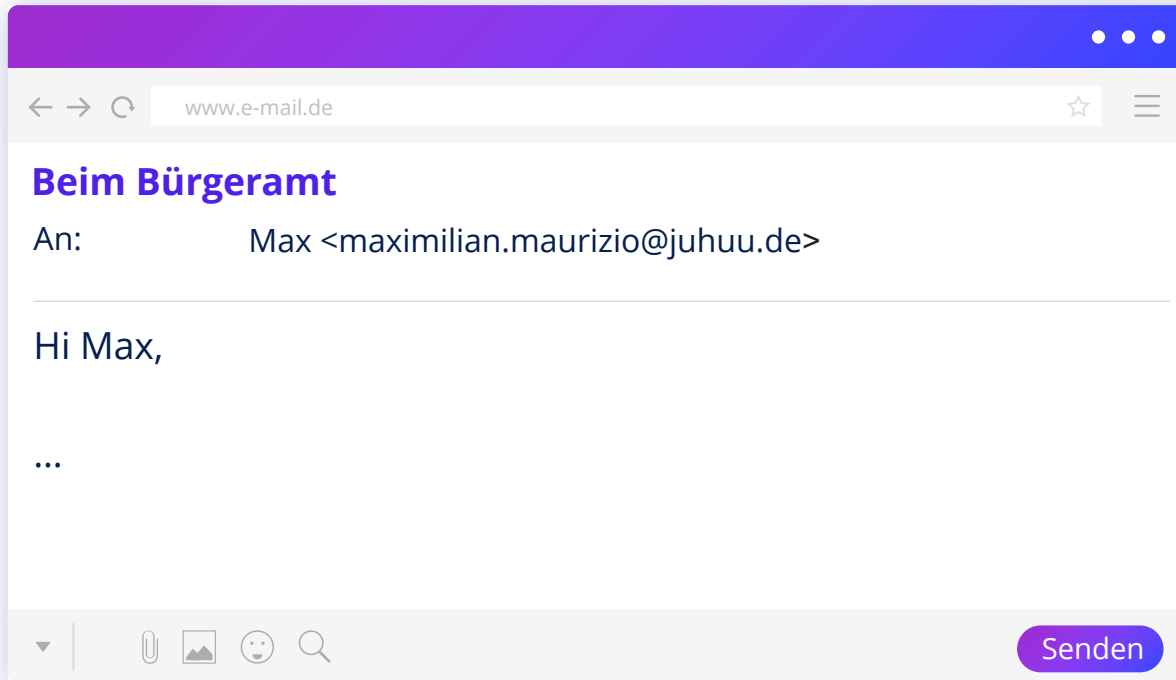 www.e-mail.de
Beim Bürgeramt
An: Max <maximilian.maurizio@juhuu.de>
Hi Max,
...
Senden